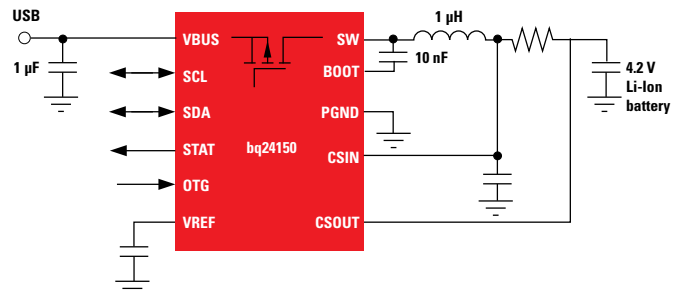 USB
1 µF
VBUS
SCL
SDA
STAT
OTG
VREF
bq24150
SW
BOOT
PGND
CSIN
CSOUT
1 µH
10 nF
4.2 V
Li-Ion
battery